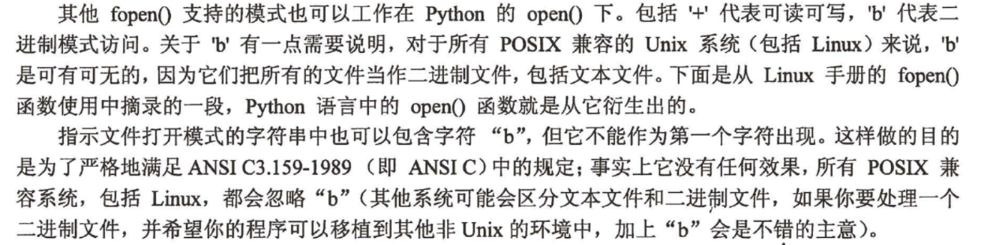 其他 fopen() 支持的模式也可以工作在 Python 的 open() 下。包括 '+' 代表可读可写，'b' 代表二
进制模式访问。关于 'b' 有一点需要说明，对于所有 POSIX 兼容的 Unix 系统（包括 Linux）来说，'b'
是可有可无的，因为它们把所有的文件当作二进制文件，包括文本文件。下面是从 Linux 手册的 fopen()
函数使用中摘录的一段，Python 语言中的 open() 函数就是从它衍生出的。
指示文件打开模式的字符串中也可以包含字符 “b”，但它不能作为第一个字符出现。这样做的目的
是为了严格地满足 ANSI C3.159-1989 （即 ANSI C）中的规定；事实上它没有任何效果，所有 POSIX 兼
容系统，包括 Linux，都会忽略 “b”（其他系统可能会区分文本文件和二进制文件，如果你要处理一个
二进制文件，并希望你的程序可以移植到其他非 Unix 的环境中，加上 “b” 会是不错的主意）。